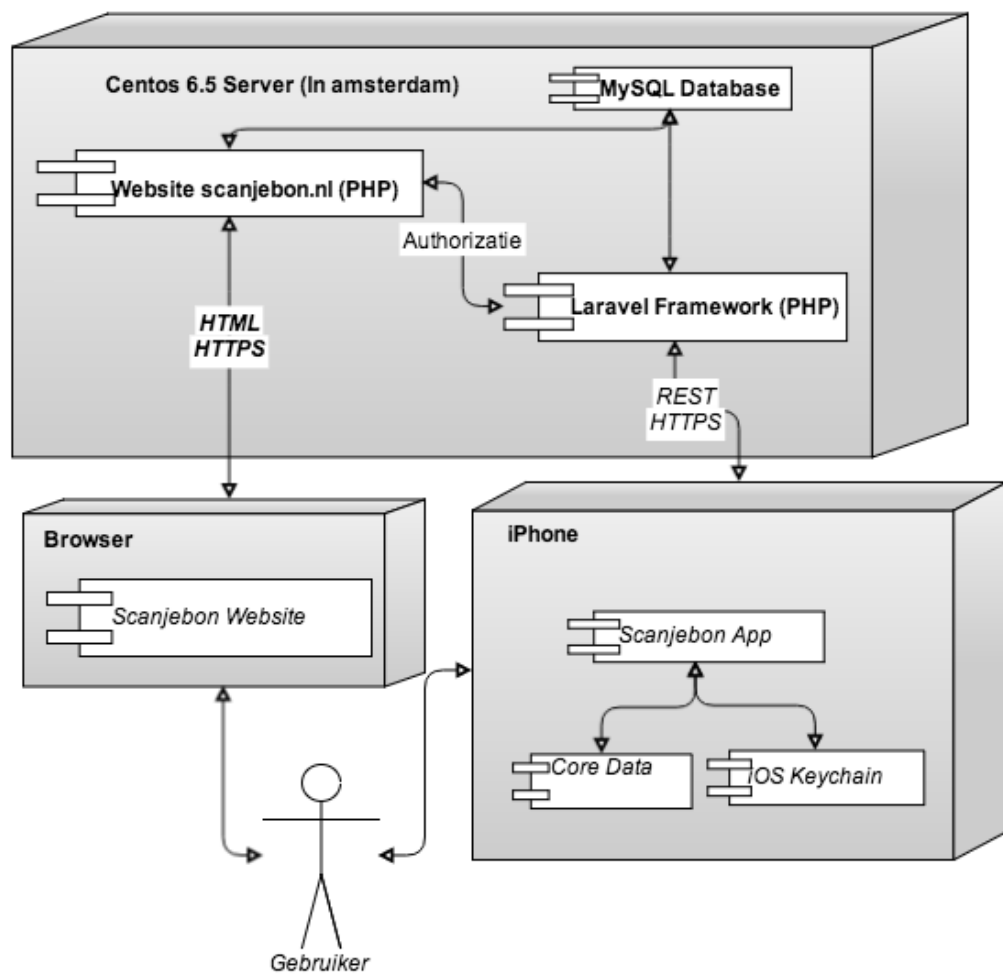 Centos 6.5 Server (In amsterdam)
MySQL Database
Website scanjebon.nl (PHP)
Authorizatie
Laravel Framework (PHP)
HTML
HTTPS
REST
HTTPS
Browser
Scanjebon Website
iPhone
Scanjebon App
Core Data
iOS Keychain
Gebruiker